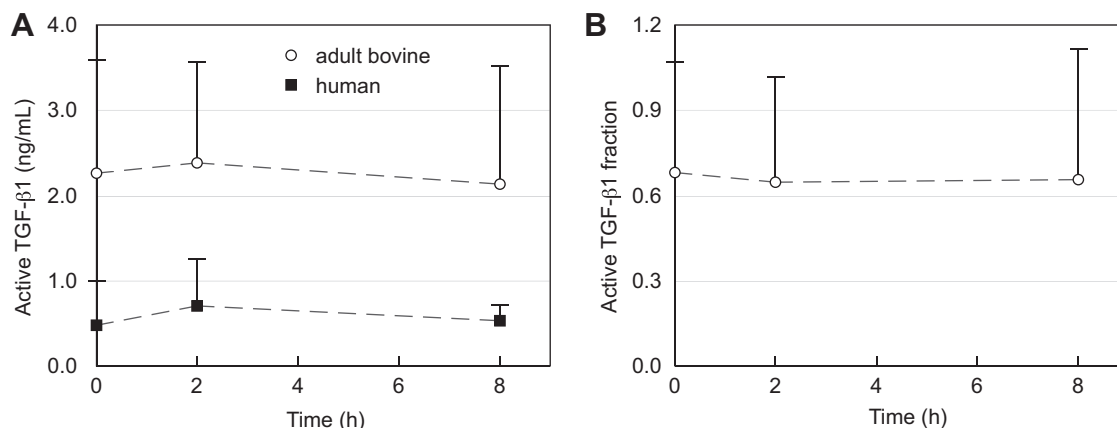 A
Active TGF-β1 (ng/mL)
4.0
3.0
2.0
1.0
0.0
adult bovine
human
0 2 4 6 8
Time (h)
B
Active TGF-β1 fraction
1.2
0.9
0.6
0.3
0.0
0 2 4 6 8
Time (h)